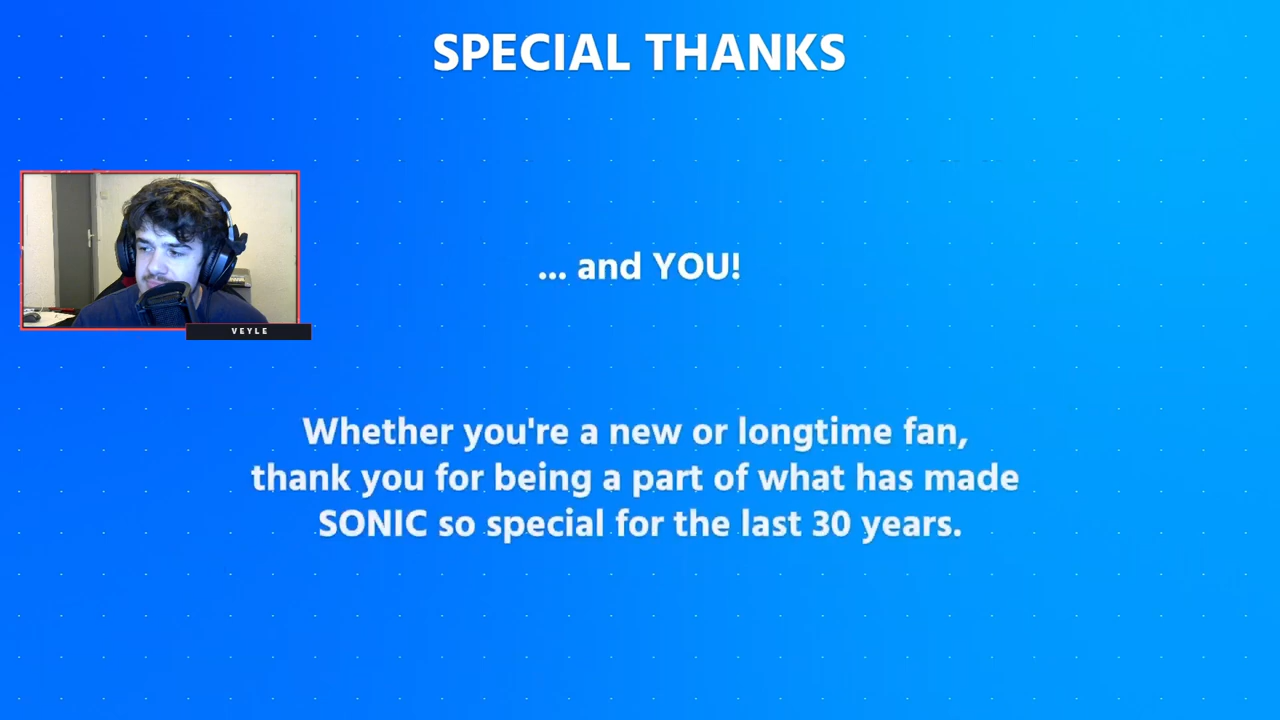 SPECIAL THANKS
... and YOU!
VEYLE
Whether you're a new or longtime fan,
thank you for being a part of what has made
SONIC so special for the last 30 years.